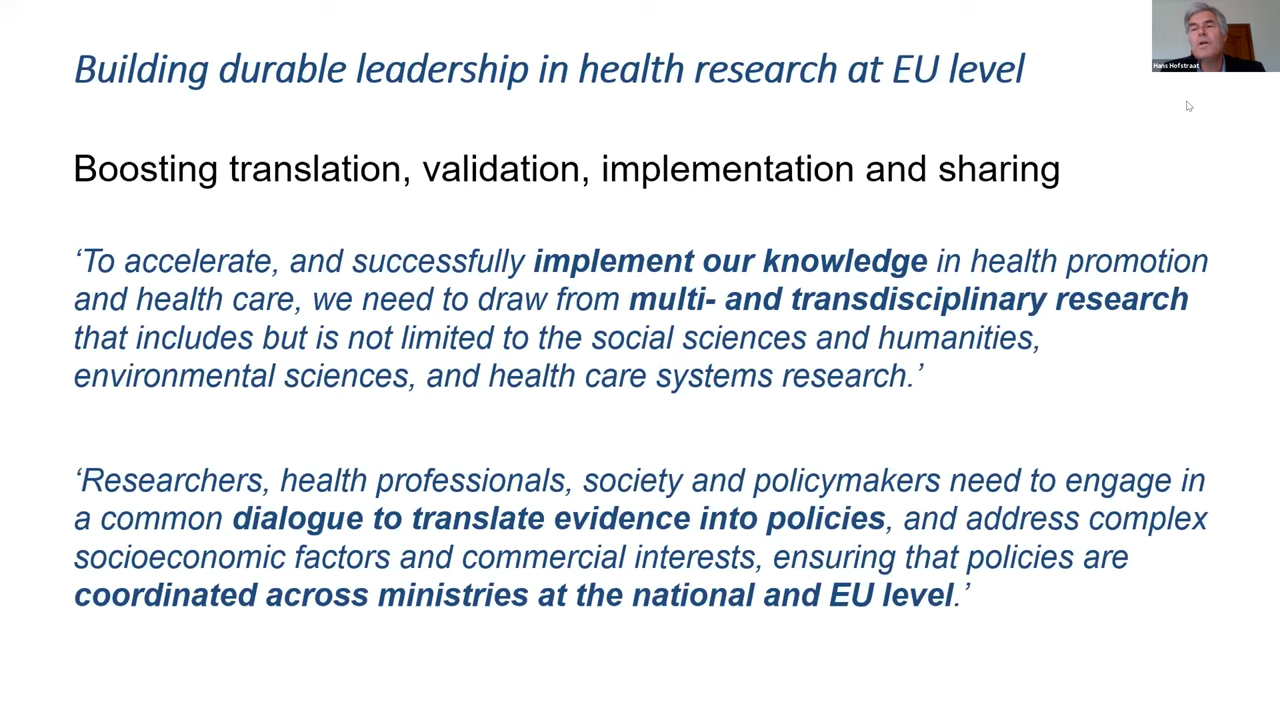 Building durable leadership in health research at EU level
Hans Hofstraat
Boosting translation, validation, implementation and sharing
‘To accelerate, and successfully implement our knowledge in health promotion
and health care, we need to draw from multi- and transdisciplinary research
that includes but is not limited to the social sciences and humanities,
environmental sciences, and health care systems research.’
‘Researchers, health professionals, society and policymakers need to engage in
a common dialogue to translate evidence into policies, and address complex
socioeconomic factors and commercial interests, ensuring that policies are
coordinated across ministries at the national and EU level.’